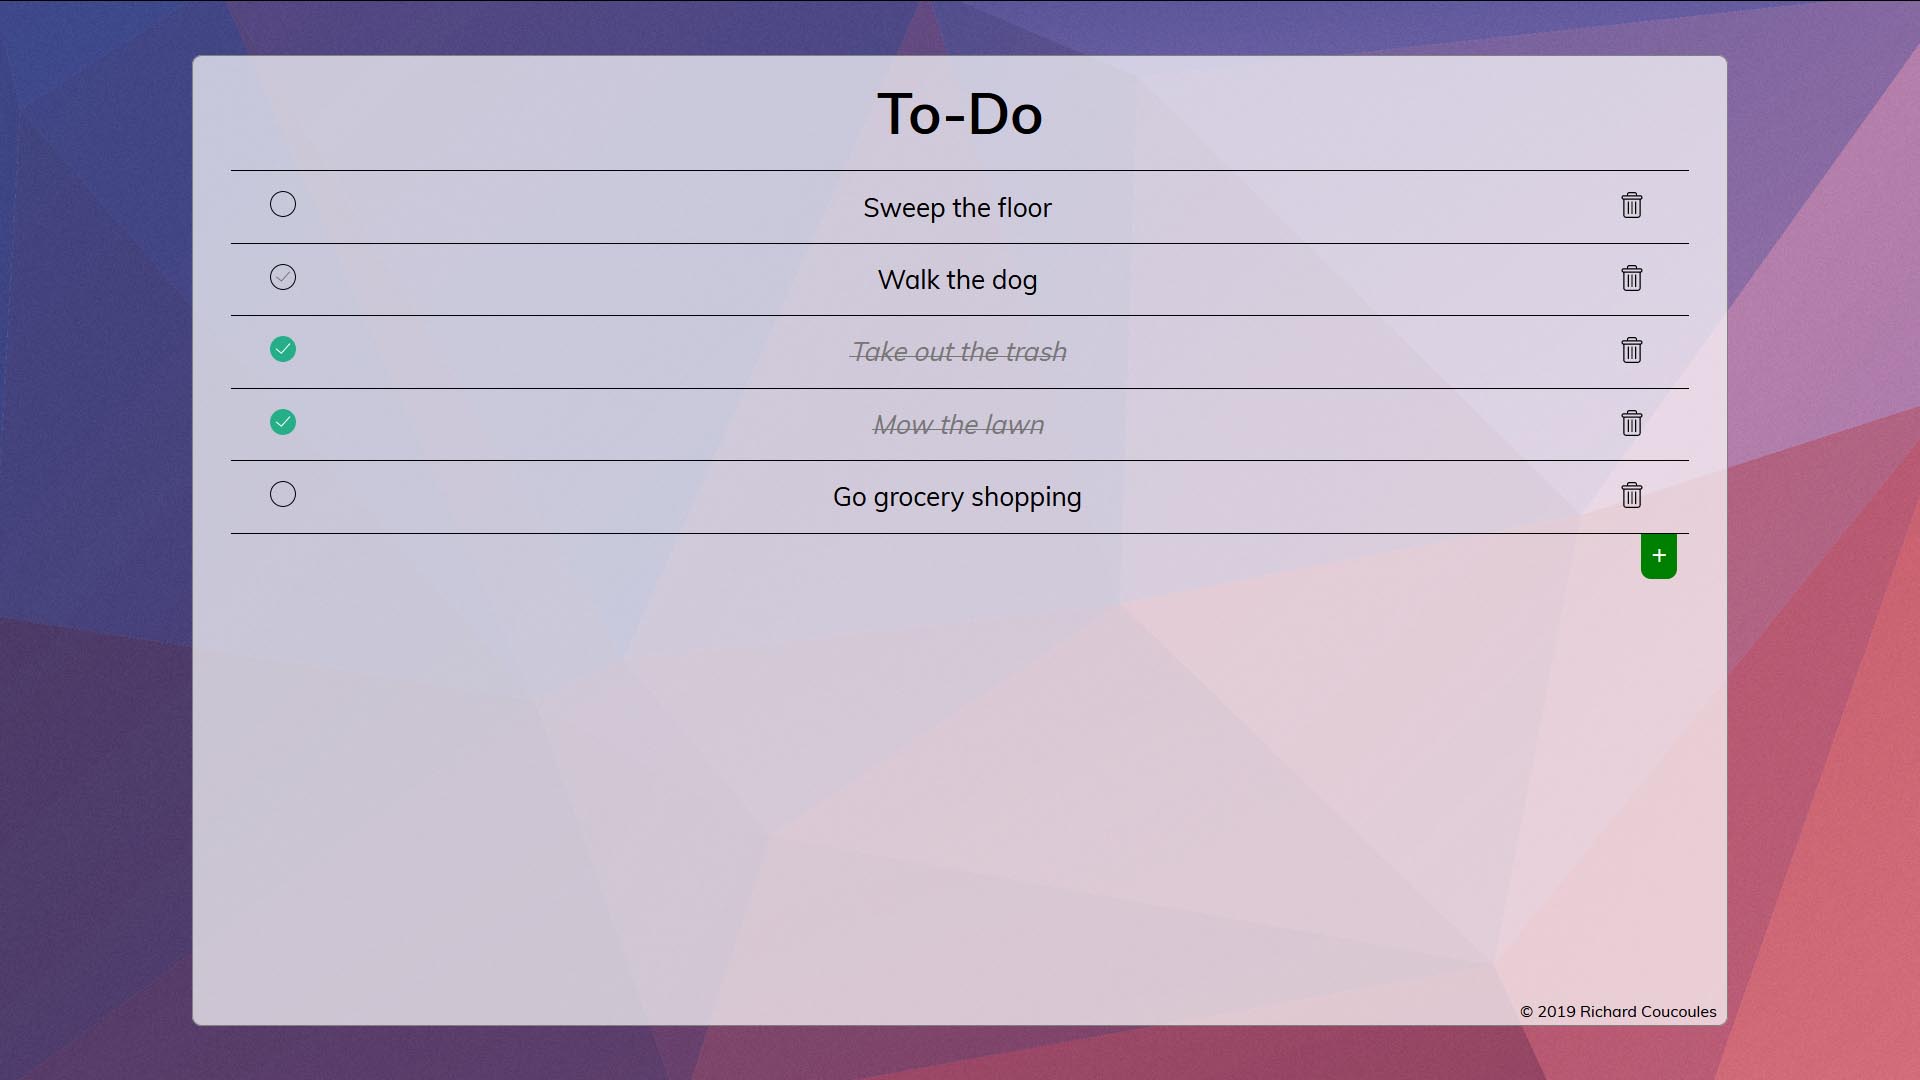 To-Do
Sweep the floor
Walk the dog
Take out the trash
Mow the lawn
Go grocery shopping
+
© 2019 Richard Coucoules